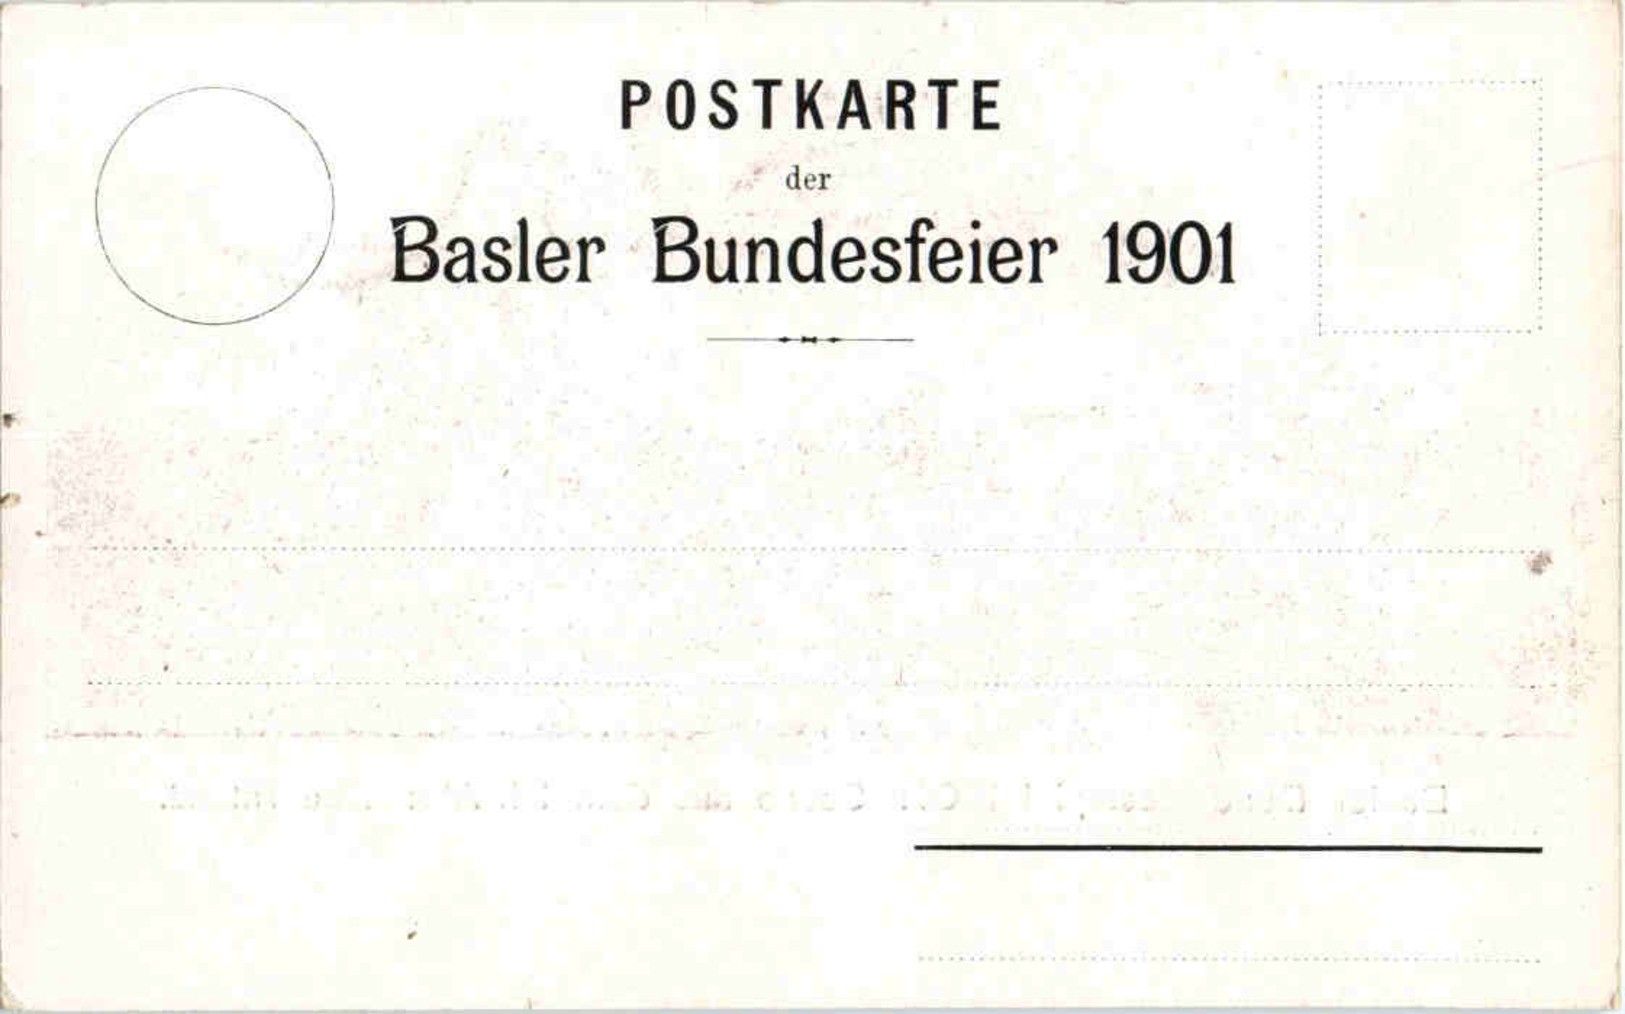 POSTKARTE
der
Basler Bundesfeier 1901